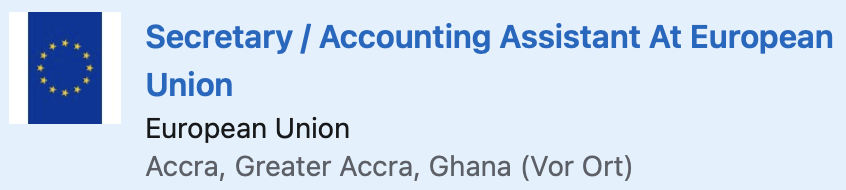 Secretary / Accounting Assistant At European
Union
European Union
Accra, Greater Accra, Ghana (Vor Ort)